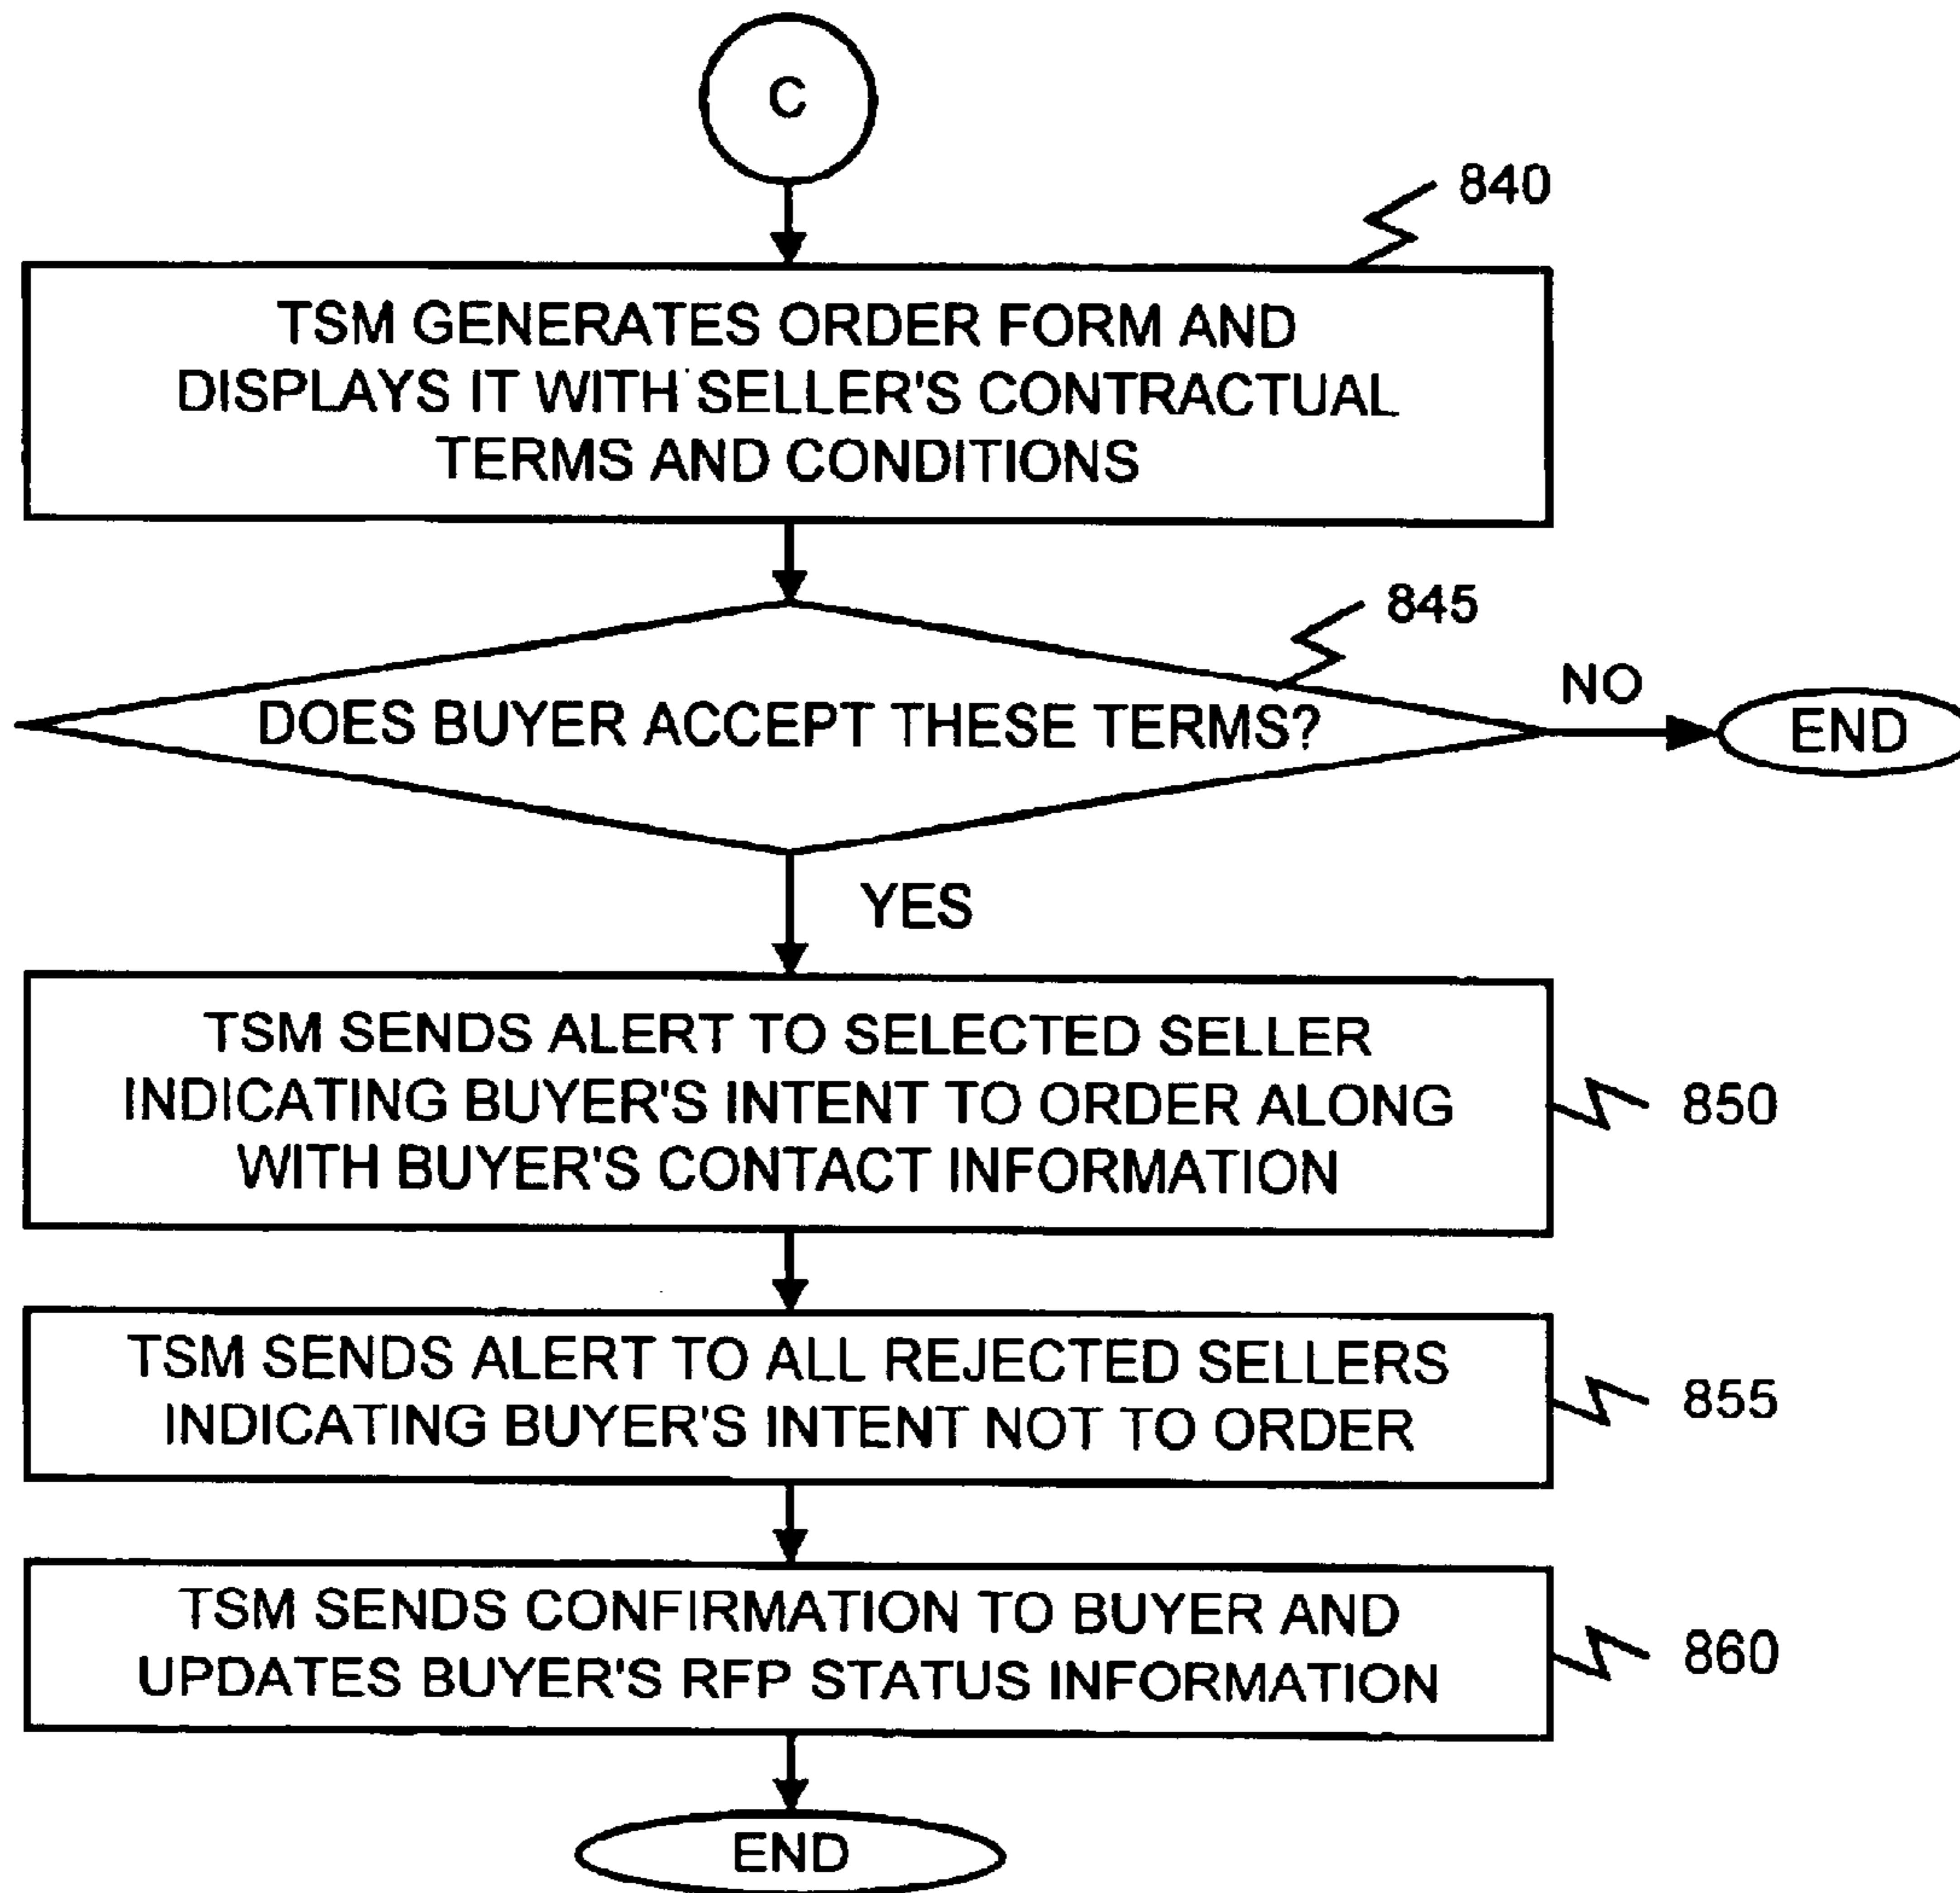 C
840
TSM GENERATES ORDER FORM AND
DISPLAYS IT WITH SELLER'S CONTRACTUAL
TERMS AND CONDITIONS
845
DOES BUYER ACCEPT THESE TERMS?
NO
END
YES
TSM SENDS ALERT TO SELECTED SELLER
INDICATING BUYER'S INTENT TO ORDER ALONG
WITH BUYER'S CONTACT INFORMATION
850
TSM SENDS ALERT TO ALL REJECTED SELLERS
INDICATING BUYER'S INTENT NOT TO ORDER
855
TSM SENDS CONFIRMATION TO BUYER AND
UPDATES BUYER'S RFP STATUS INFORMATION
860
END